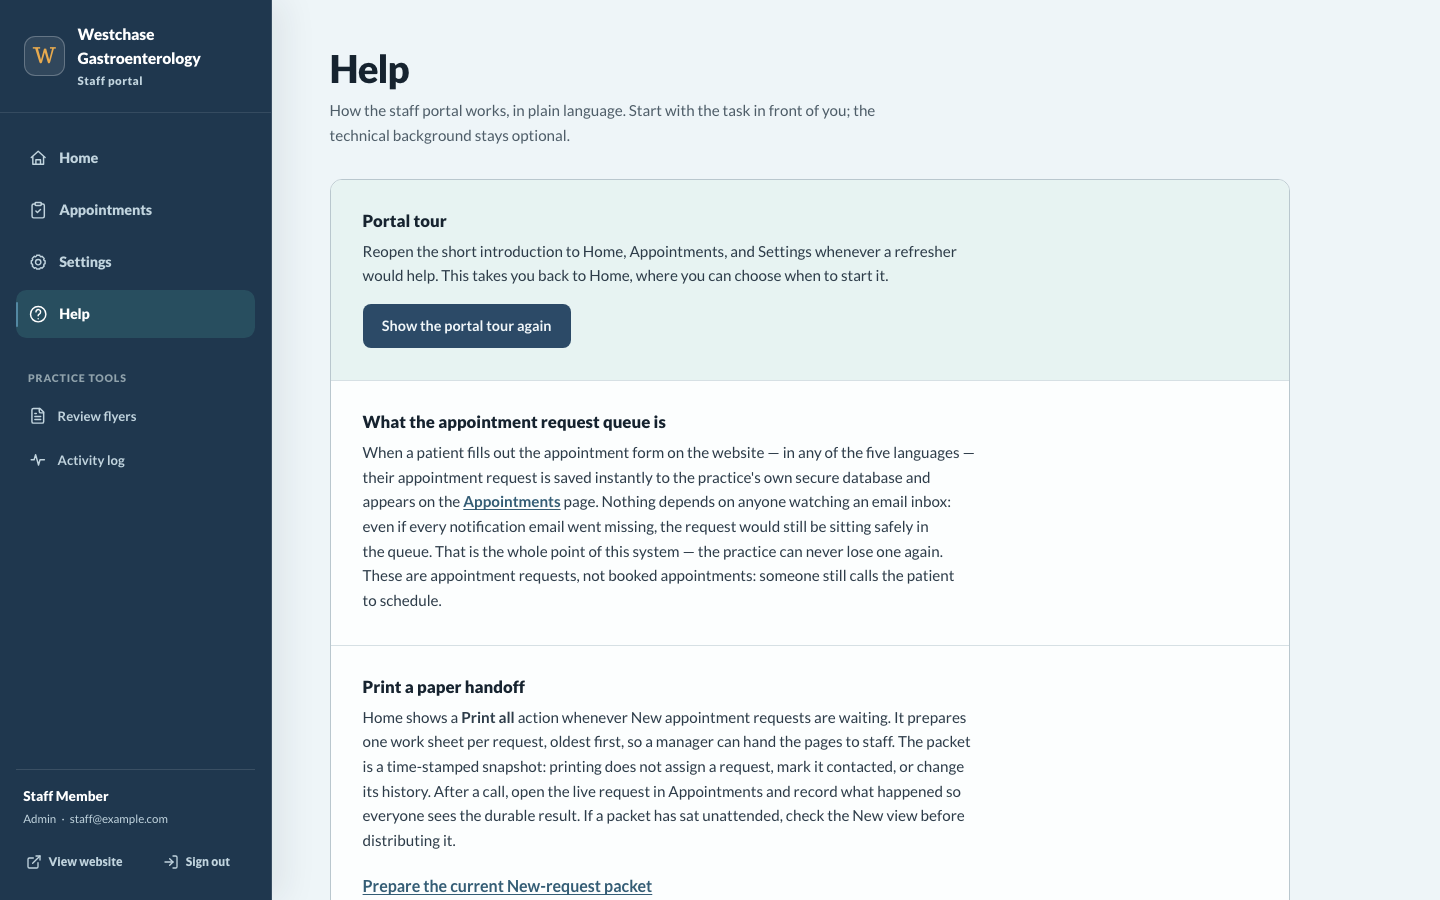 W
Westchase
Gastroenterology
Staff portal
Home
Appointments
Settings
Help
PRACTICE TOOLS
Review flyers
Activity log
Staff Member
Admin · staff@example.com
View website
Sign out
Help
How the staff portal works, in plain language. Start with the task in front of you; the
technical background stays optional.
Portal tour
Reopen the short introduction to Home, Appointments, and Settings whenever a refresher
would help. This takes you back to Home, where you can choose when to start it.
Show the portal tour again
What the appointment request queue is
When a patient fills out the appointment form on the website — in any of the five languages —
their appointment request is saved instantly to the practice's own secure database and
appears on the Appointments page. Nothing depends on anyone watching an email inbox:
even if every notification email went missing, the request would still be sitting safely in
the queue. That is the whole point of this system — the practice can never lose one again.
These are appointment requests, not booked appointments: someone still calls the patient
to schedule.
Print a paper handoff
Home shows a Print all action whenever New appointment requests are waiting. It prepares
one work sheet per request, oldest first, so a manager can hand the pages to staff. The packet
is a time-stamped snapshot: printing does not assign a request, mark it contacted, or change
its history. After a call, open the live request in Appointments and record what happened so
everyone sees the durable result. If a packet has sat unattended, check the New view before
distributing it.
Prepare the current New-request packet